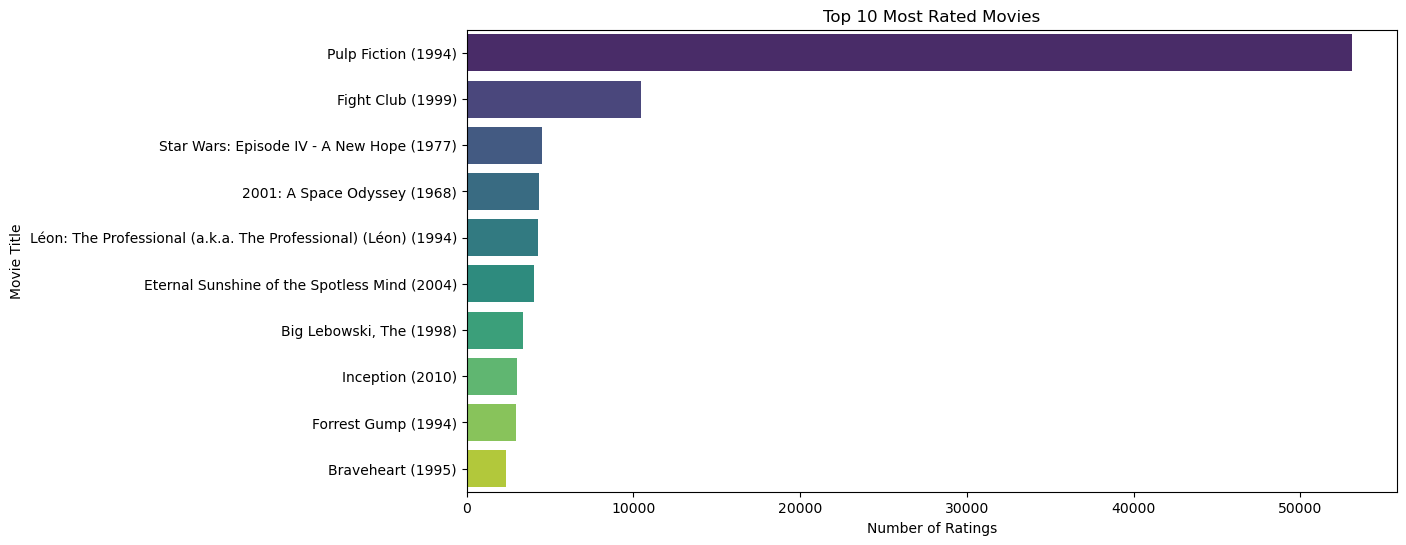 Top 10 Most Rated Movies
Movie Title
Pulp Fiction (1994)
Fight Club (1999)
Star Wars: Episode IV - A New Hope (1977)
2001: A Space Odyssey (1968)
Léon: The Professional (a.k.a. The Professional) (Léon) (1994)
Eternal Sunshine of the Spotless Mind (2004)
Big Lebowski, The (1998)
Inception (2010)
Forrest Gump (1994)
Braveheart (1995)
0 10000 20000 30000 40000 50000
Number of Ratings